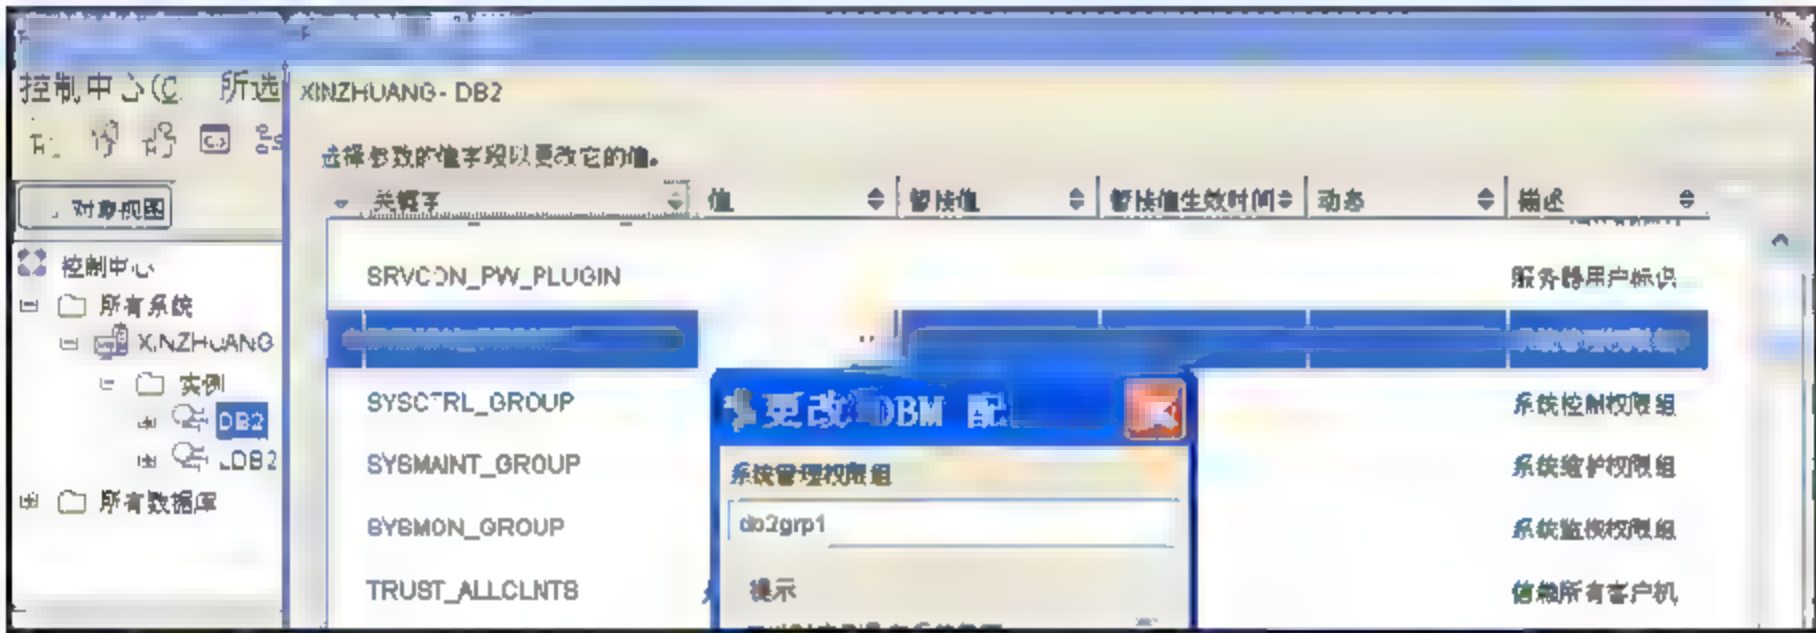 控制中心(C 所选
XINZHUANG - DB2
选择参数的值字段以更改它的值。
对象视图
关键字 值 暂挂值 暂挂值生效时间 动态 描述
控制中心
所有系统
XINZHUANG
实例
DB2
所有数据库
SRVCON_PW_PLUGIN 服务器用户标识
SYSCTRL_GROUP 系统控制权限组
SYSMAINT_GROUP 系统维护权限组
SYSMON_GROUP 系统监视权限组
TRUST_ALLCLNTS 信赖所有客户机
更改 DBM 配
系统管理权限组
db2grp1
提示